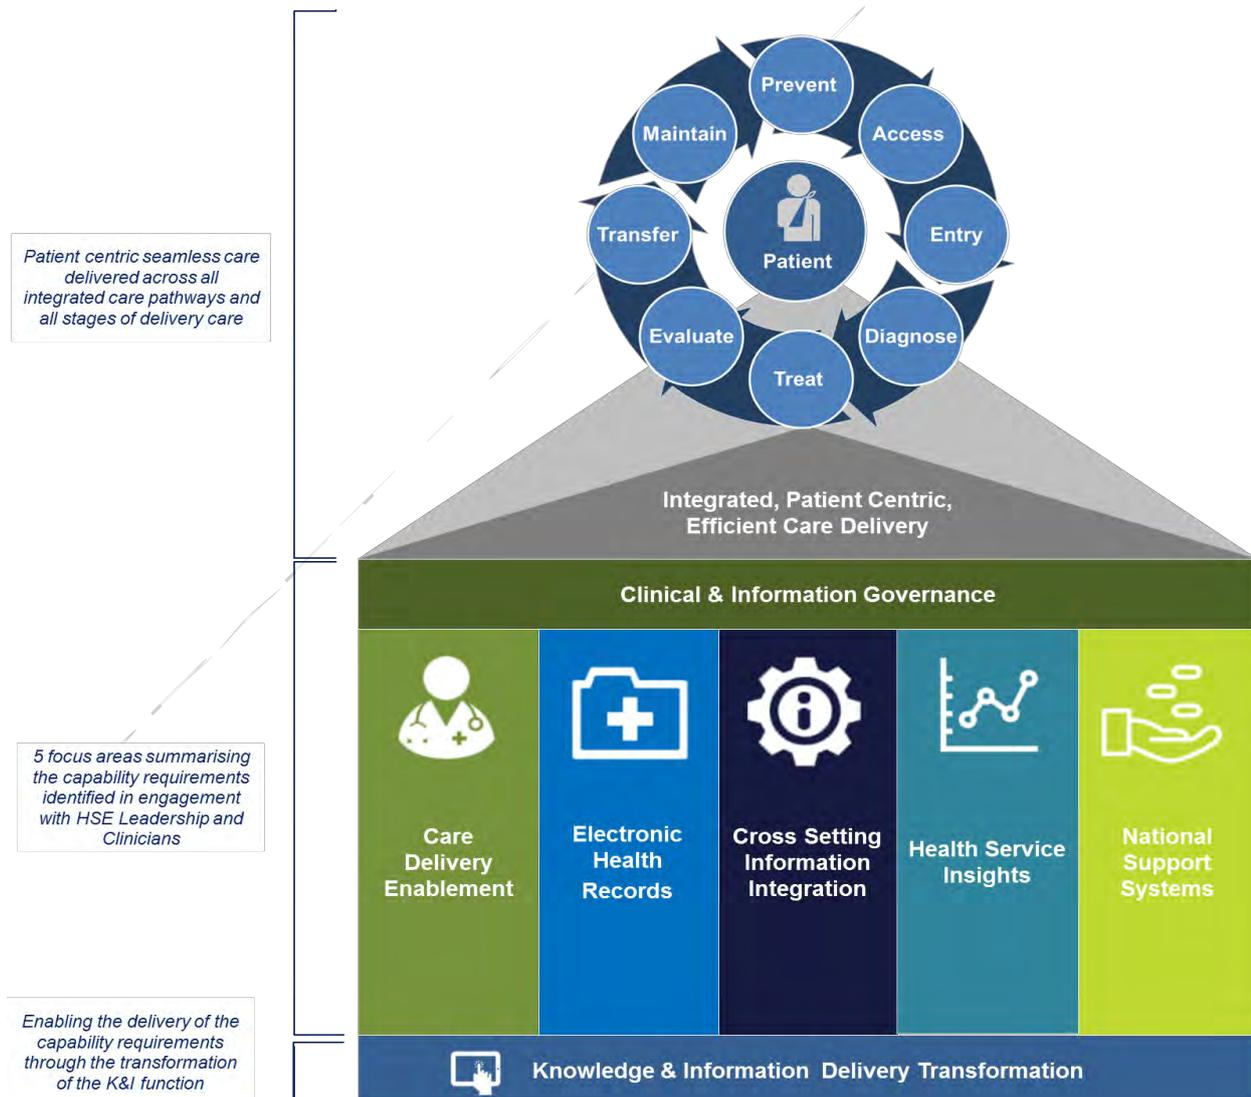 Prevent
Maintain
Access
Transfer
Patient
Entry
Evaluate
Diagnose
Treat
Patient centric seamless care
delivered across all
integrated care pathways and
all stages of delivery care
Integrated, Patient Centric,
Efficient Care Delivery
Clinical & Information Governance
5 focus areas summarising
the capability requirements
identified in engagement
with HSE Leadership and
Clinicians
Care
Delivery
Enablement
Electronic
Health
Records
Cross Setting
Information
Integration
Health Service
Insights
National
Support
Systems
Enabling the delivery of the
capability requirements
through the transformation
of the K&I function
Knowledge & Information Delivery Transformation